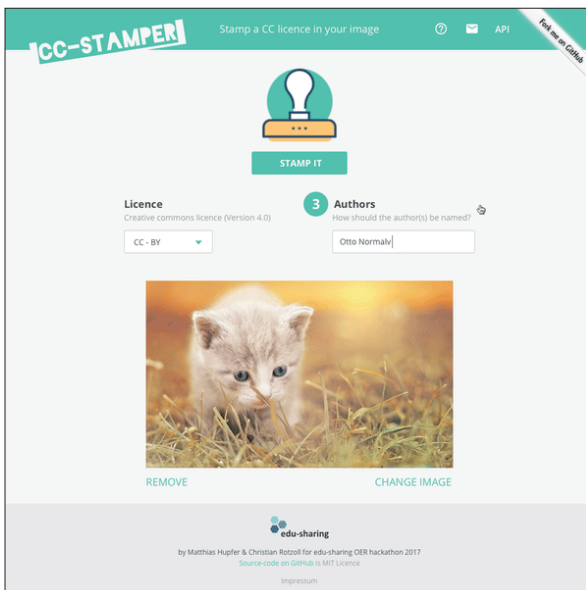 CC-STAMPER
Stamp a CC licence in your image
API
Fork me on GitHub
STAMP IT
Licence
Creative commons licence (Version 4.0)
CC - BY
3
Authors
How should the author(s) be named?
Otto Normalv
REMOVE
CHANGE IMAGE
edu-sharing
by Matthias Hupfer & Christian Rotzoll for edu-sharing OER hackathon 2017
Source-code on GitHub is MIT Licence
Impressum